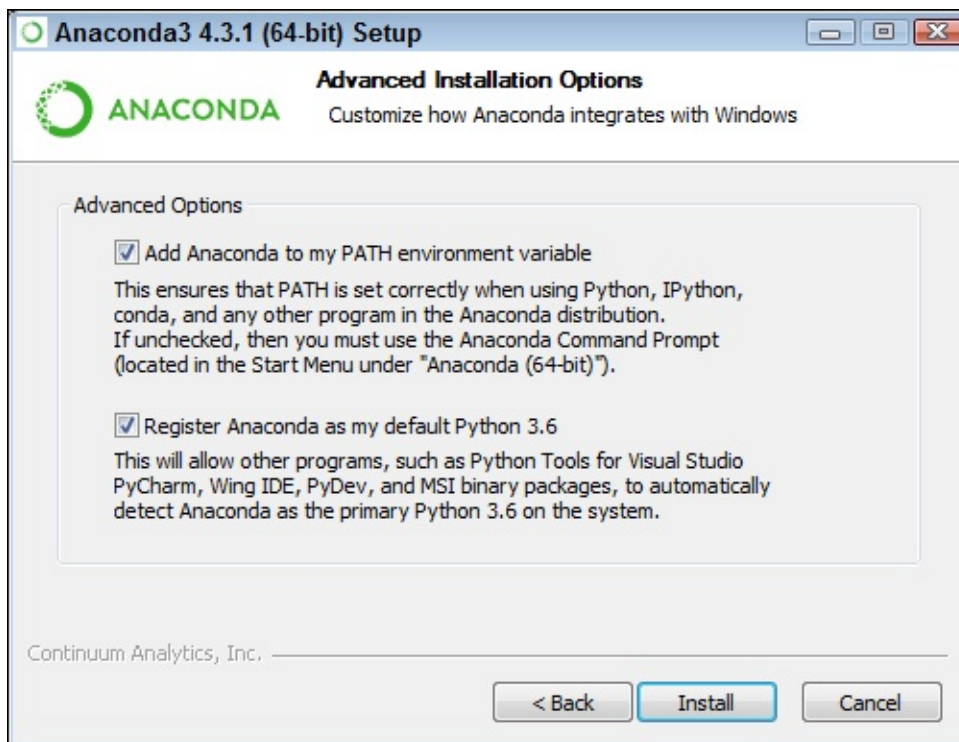 Anaconda3 4.3.1 (64-bit) Setup
ANACONDA
Advanced Installation Options
Customize how Anaconda integrates with Windows
Advanced Options
Add Anaconda to my PATH environment variable
This ensures that PATH is set correctly when using Python, IPython,
conda, and any other program in the Anaconda distribution.
If unchecked, then you must use the Anaconda Command Prompt
(located in the Start Menu under "Anaconda (64-bit)").
Register Anaconda as my default Python 3.6
This will allow other programs, such as Python Tools for Visual Studio
PyCharm, Wing IDE, PyDev, and MSI binary packages, to automatically
detect Anaconda as the primary Python 3.6 on the system.
Continuum Analytics, Inc.
< Back
Install
Cancel